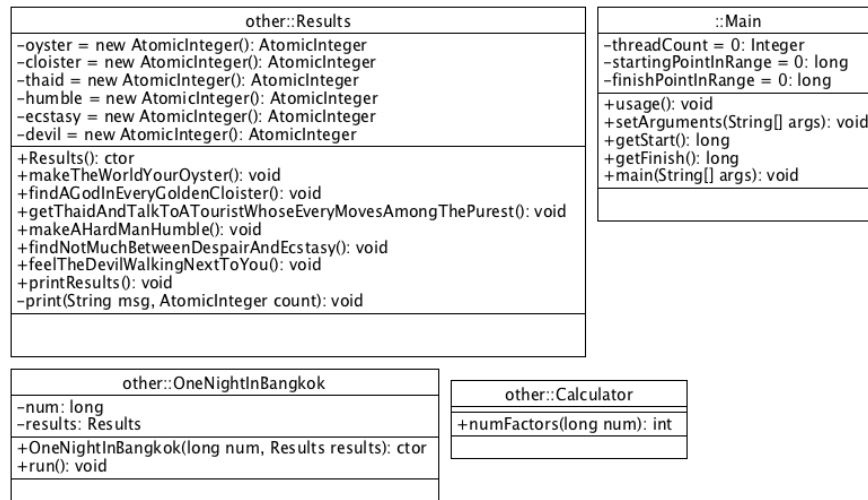 other::Results
-oyster = new AtomicInteger(): AtomicInteger
-cloister = new AtomicInteger(): AtomicInteger
-thaid = new AtomicInteger(): AtomicInteger
-humble = new AtomicInteger(): AtomicInteger
-ecstasy = new AtomicInteger(): AtomicInteger
-devil = new AtomicInteger(): AtomicInteger
+Results(): ctor
+makeTheWorldYourOyster(): void
+findAGodInEveryGoldenCloister(): void
+getThaidAndTalkToATouristWhoseEveryMovesAmongThePurest(): void
+makeAHardManHumble(): void
+findNotMuchBetweenDespairAndEcstasy(): void
+feelTheDevilWalkingNextToYou(): void
+printResults(): void
-print(String msg, AtomicInteger count): void
::Main
-threadCount = 0: Integer
-startingPointInRange = 0: long
-finishPointInRange = 0: long
+usage(): void
+setArguments(String[] args): void
+getStart(): long
+getFinish(): long
+main(String[] args): void
other::OneNightInBangkok
-num: long
-results: Results
+OneNightInBangkok(long num, Results results): ctor
+run(): void
other::Calculator
+numFactors(long num): int